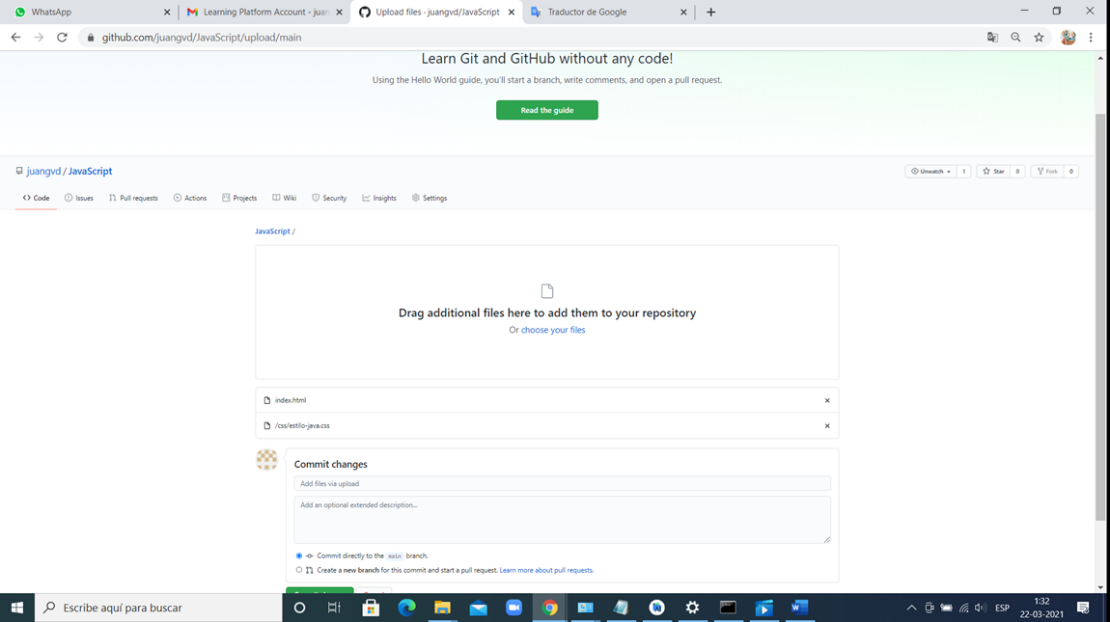 WhatsApp
Learning Platform Account - juan
Upload files · juangvd/JavaScript
Traductor de Google
github.com/juangvd/JavaScript/upload/main
Learn Git and GitHub without any code!
Using the Hello World guide, you'll start a branch, write comments, and open a pull request.
Read the guide
juangvd / JavaScript
Unwatch 1 Star 0 Fork 0
Code Issues Pull requests Actions Projects Wiki Security Insights Settings
JavaScript /
Drag additional files here to add them to your repository
Or choose your files
index.html
/css/estilo-java.css
Commit changes
Add files via upload
Add an optional extended description...
Commit directly to the main branch.
Create a new branch for this commit and start a pull request. Learn more about pull requests.
Escribe aquí para buscar
ESP
1:32
22-03-2021